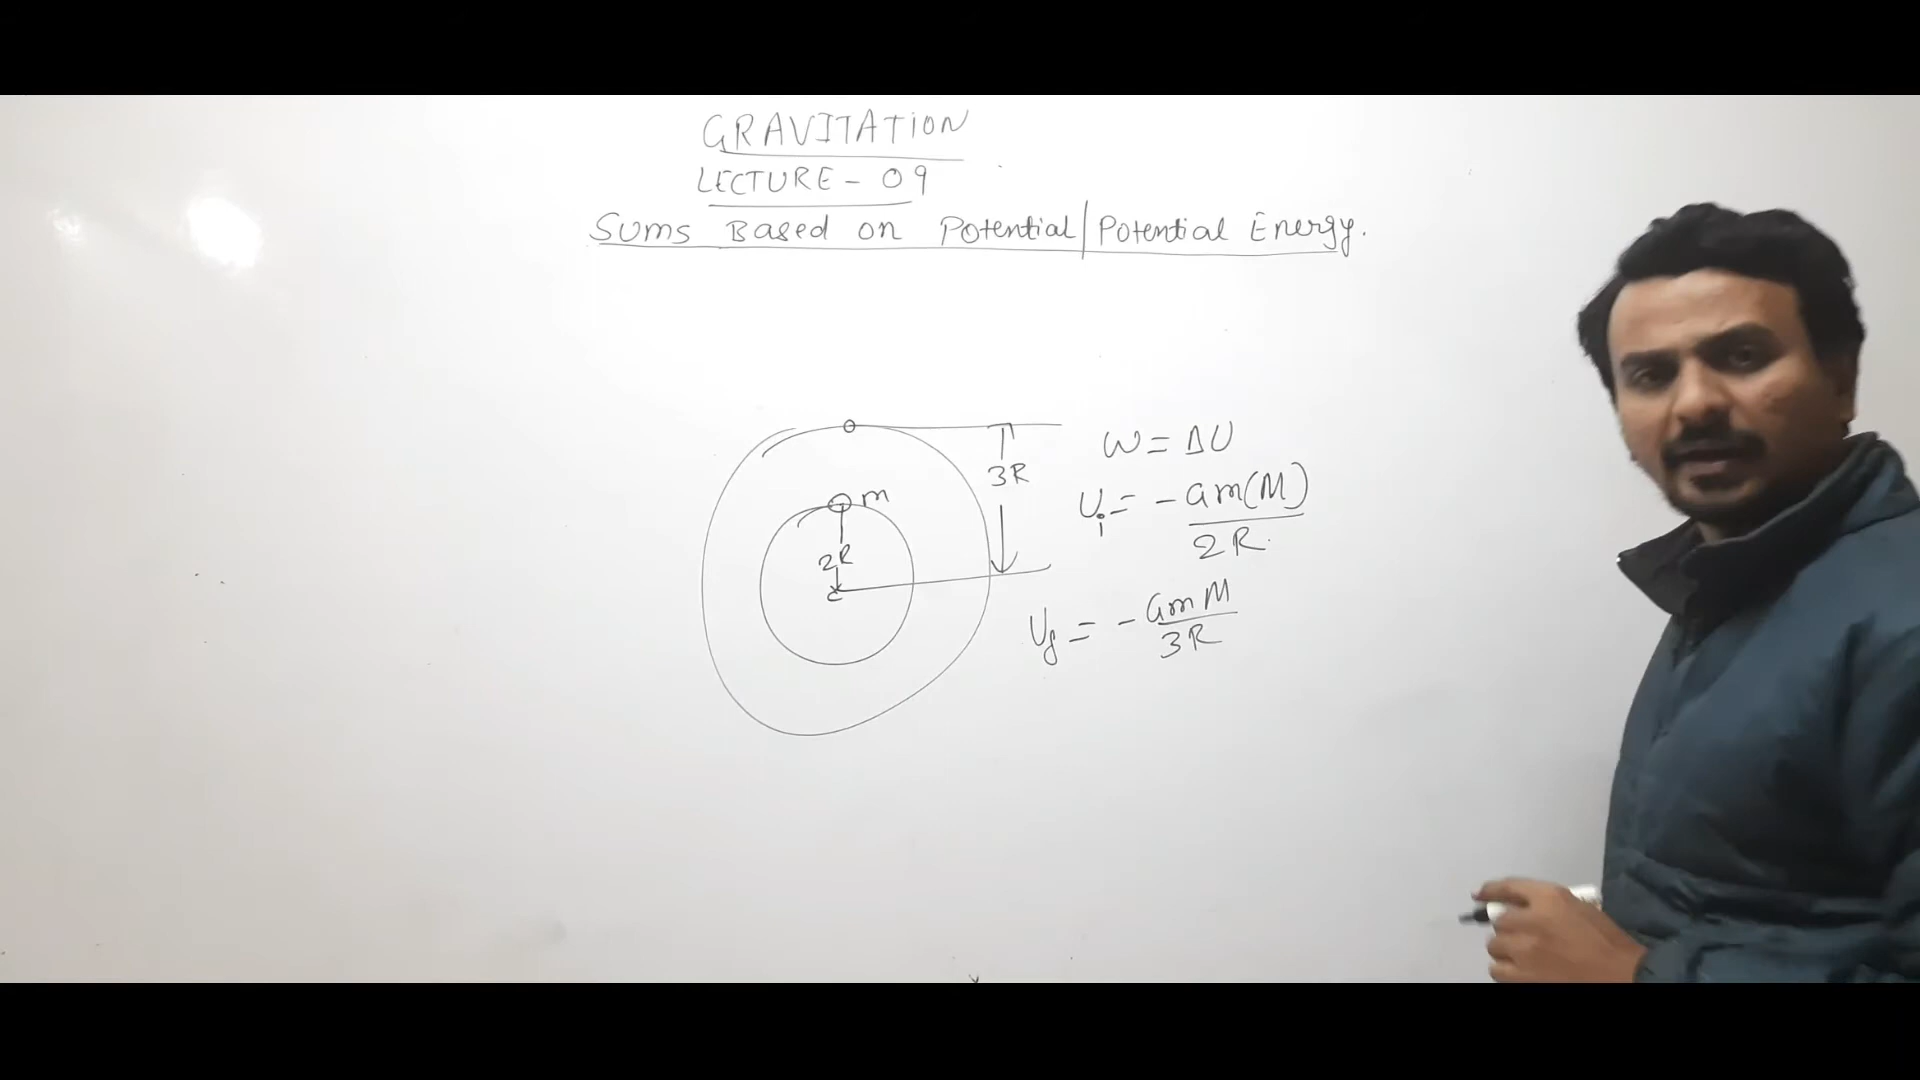 GRAVITATION
LECTURE - 09
Sums Based on Potential/Potential Energy.
3R
m
2R
c
W = ΔU
Ui = - Gm(M)
2R
Uf = - GmM
3R